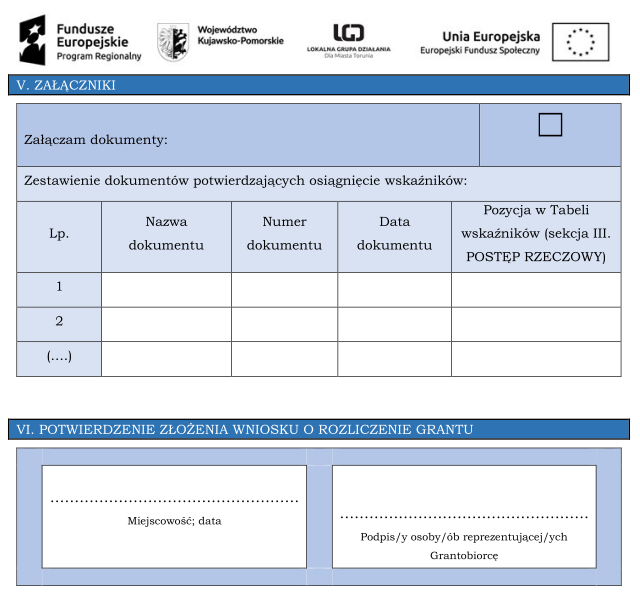 Fundusze
Europejskie
Program Regionalny
Województwo
Kujawsko-Pomorskie
LGD
LOKALNA GRUPA DZIAŁANIA
Dla Miasta Torunia
Unia Europejska
Europejski Fundusz Społeczny
V. ZAŁĄCZNIKI
Załączam dokumenty:
Zestawienie dokumentów potwierdzających osiągnięcie wskaźników:
Lp.
Nazwa
dokumentu
Numer
dokumentu
Data
dokumentu
Pozycja w Tabeli
wskaźników (sekcja III.
POSTĘP RZECZOWY)
1
2
(....)
VI. POTWIERDZENIE ZŁOŻENIA WNIOSKU O ROZLICZENIE GRANTU
..................................................
Miejscowość; data
..................................................
Podpis/y osoby/ób reprezentującej/ych
Grantobiorcę